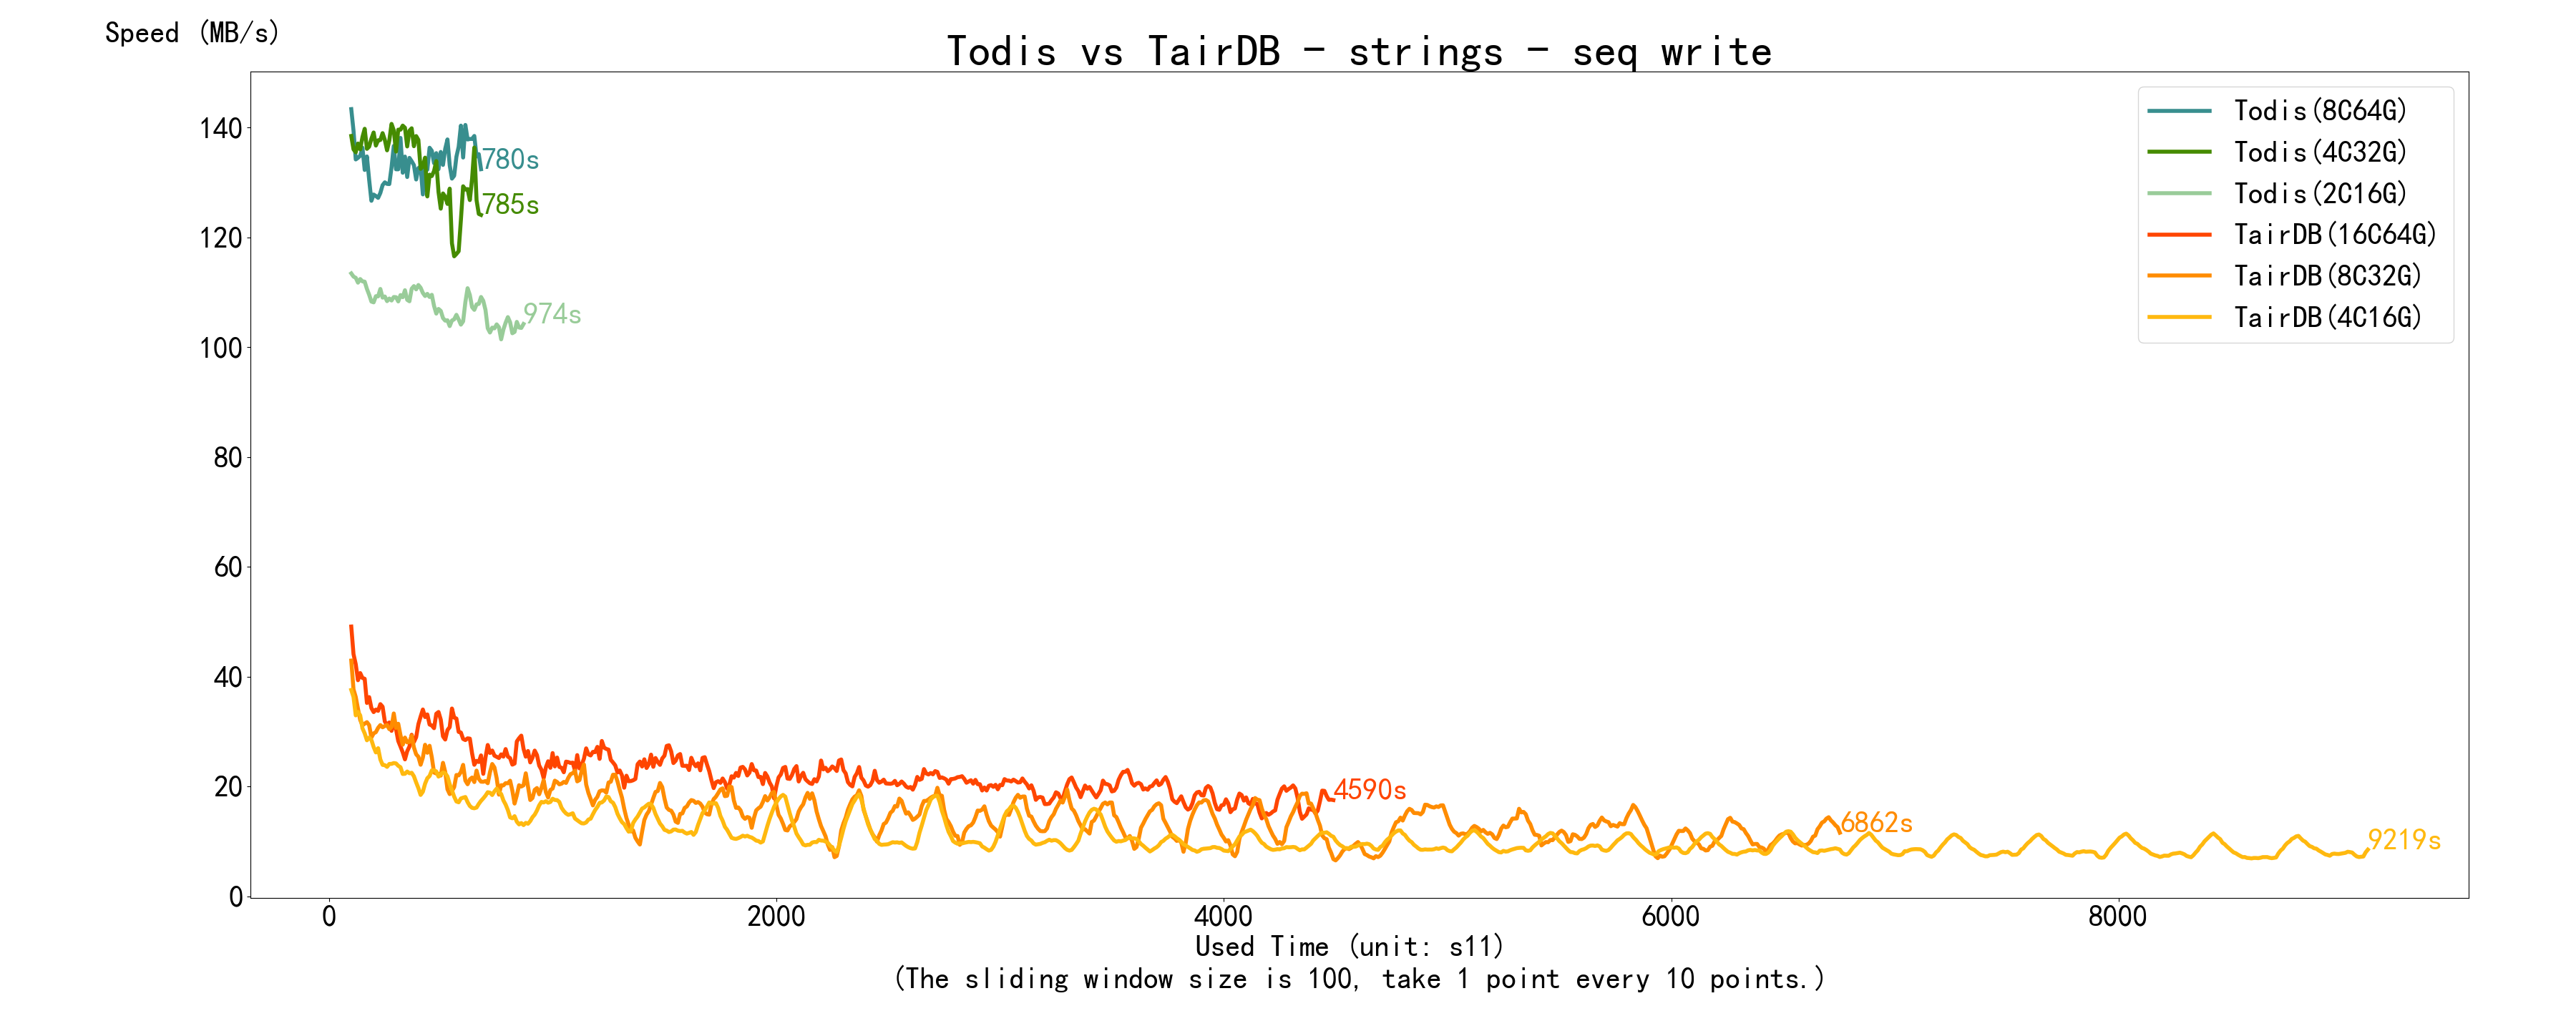 Speed (MB/s)
Todis vs TairDB - strings - seq write
140
120
100
80
60
40
20
0
0
2000
4000
6000
8000
780s
785s
974s
4590s
6862s
9219s
Todis(8C64G)
Todis(4C32G)
Todis(2C16G)
TairDB(16C64G)
TairDB(8C32G)
TairDB(4C16G)
Used Time (unit: s11)
(The sliding window size is 100, take 1 point every 10 points.)